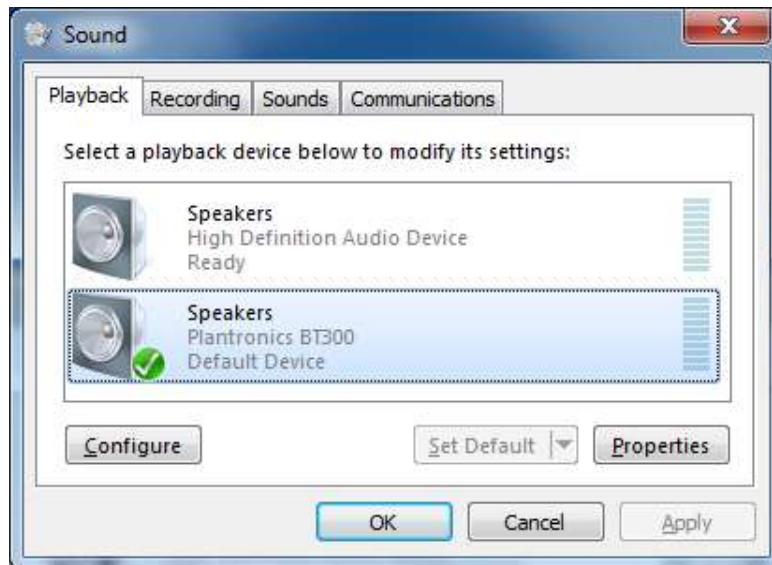 Sound
Playback Recording Sounds Communications
Select a playback device below to modify its settings:
Speakers
High Definition Audio Device
Ready
Speakers
Plantronics BT300
Default Device
Configure Set Default Properties
OK Cancel Apply